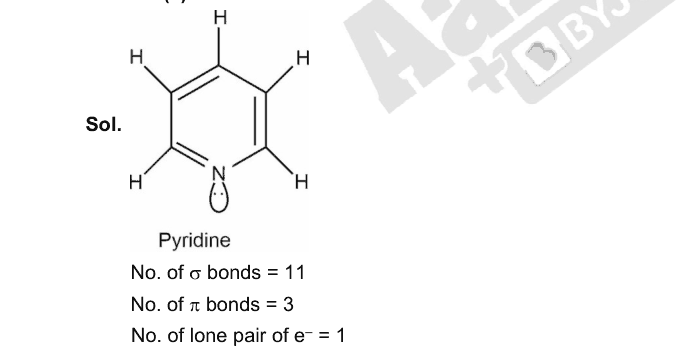 H
H
H
Sol.
N
H
H
Pyridine
No. of σ bonds = 11
No. of π bonds = 3
No. of lone pair of e⁻ = 1